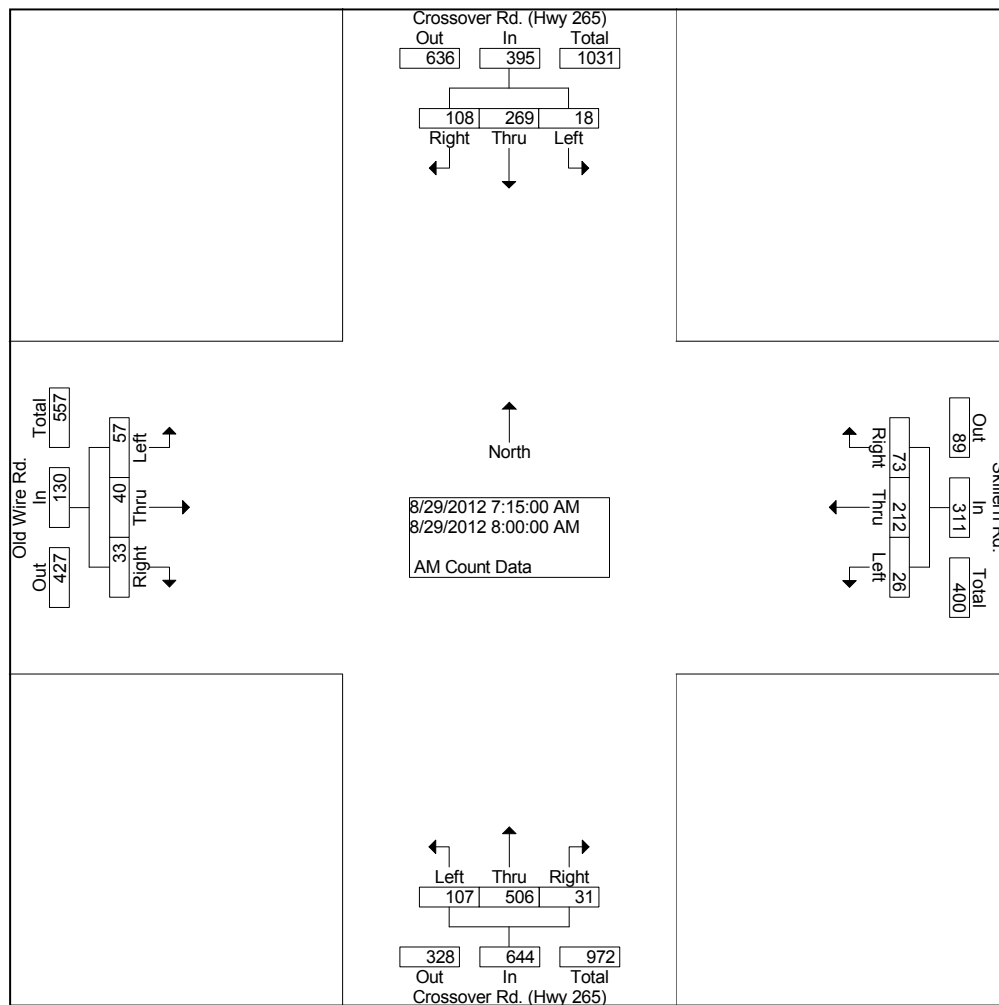 Crossover Rd. (Hwy 265)
Out In Total
636 395 1031
108 269 18
Right Thru Left
Old Wire Rd.
Total In Out
557 130 427
57 40 33
Left Thru Right
North
8/29/2012 7:15:00 AM
8/29/2012 8:00:00 AM
AM Count Data
Right Thru Left
73 212 26
89 311 400
Out In Total
Rd.
Left Thru Right
107 506 31
328 644 972
Out In Total
Crossover Rd. (Hwy 265)